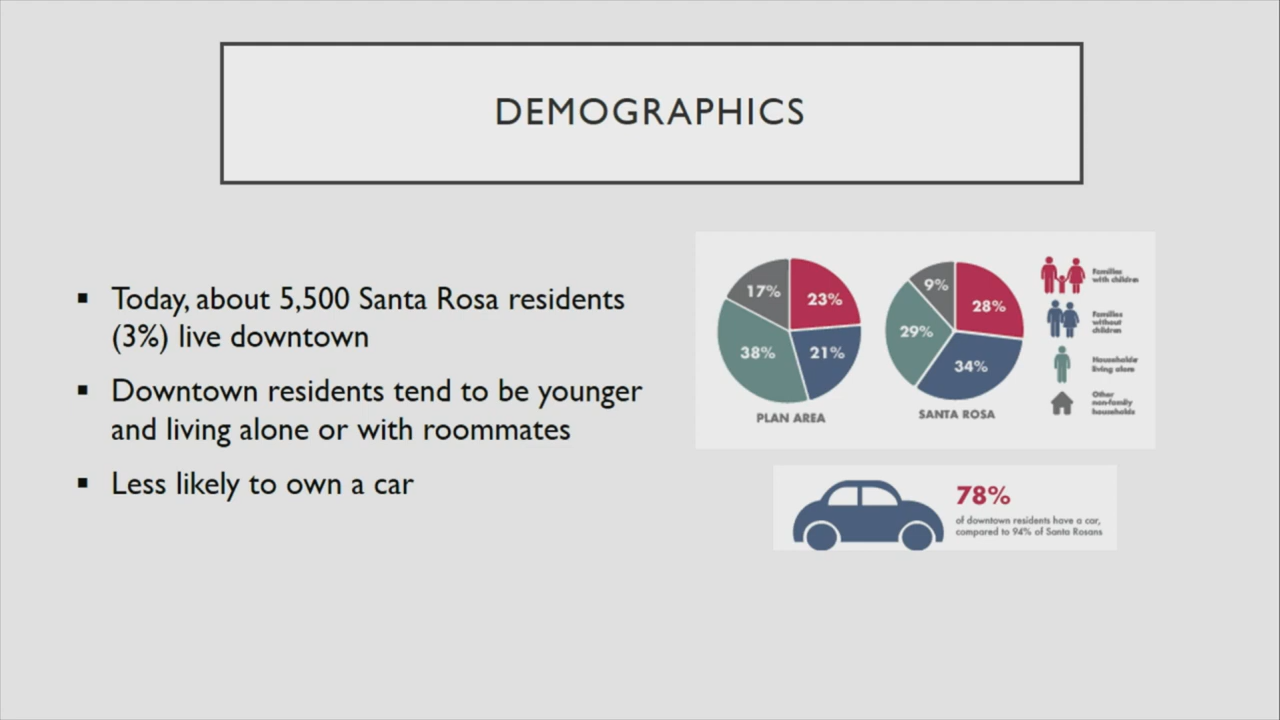 DEMOGRAPHICS
▪ Today, about 5,500 Santa Rosa residents
(3%) live downtown
▪ Downtown residents tend to be younger
and living alone or with roommates
▪ Less likely to own a car
17%
23%
38%
21%
PLAN AREA
9%
28%
29%
34%
SANTA ROSA
Families
with children
Families
without
children
Householder
living alone
Other
non-family
households
78%
of downtown residents have a car,
compared to 94% of Santa Rosans